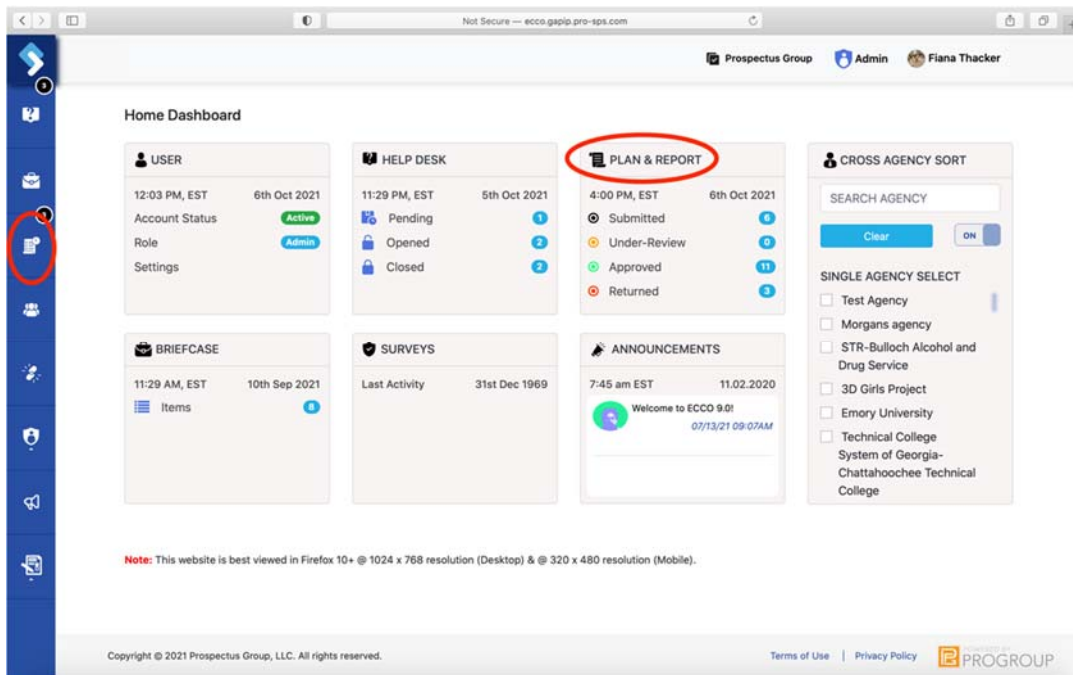 Not Secure — ecco.gapip.pro-sps.com
Prospectus Group Admin Fiana Thacker
3
Home Dashboard
USER
12:03 PM, EST 6th Oct 2021
Account Status Active
Role Admin
Settings
HELP DESK
11:29 PM, EST 5th Oct 2021
Pending 1
Opened 2
Closed 2
PLAN & REPORT
4:00 PM, EST 6th Oct 2021
Submitted 6
Under-Review 0
Approved 11
Returned 3
CROSS AGENCY SORT
SEARCH AGENCY
Clear ON
SINGLE AGENCY SELECT
Test Agency
Morgans agency
STR-Bulloch Alcohol and
Drug Service
3D Girls Project
Emory University
Technical College
System of Georgia-
Chattahoochee Technical
College
BRIEFCASE
11:29 AM, EST 10th Sep 2021
Items 8
SURVEYS
Last Activity 31st Dec 1969
ANNOUNCEMENTS
7:45 am EST 11.02.2020
Welcome to ECCO 9.0!
07/13/21 09:07AM
Note: This website is best viewed in Firefox 10+ @ 1024 x 768 resolution (Desktop) & @ 320 x 480 resolution (Mobile).
Copyright © 2021 Prospectus Group, LLC. All rights reserved.
Terms of Use | Privacy Policy
POWERED BY
PROGROUP